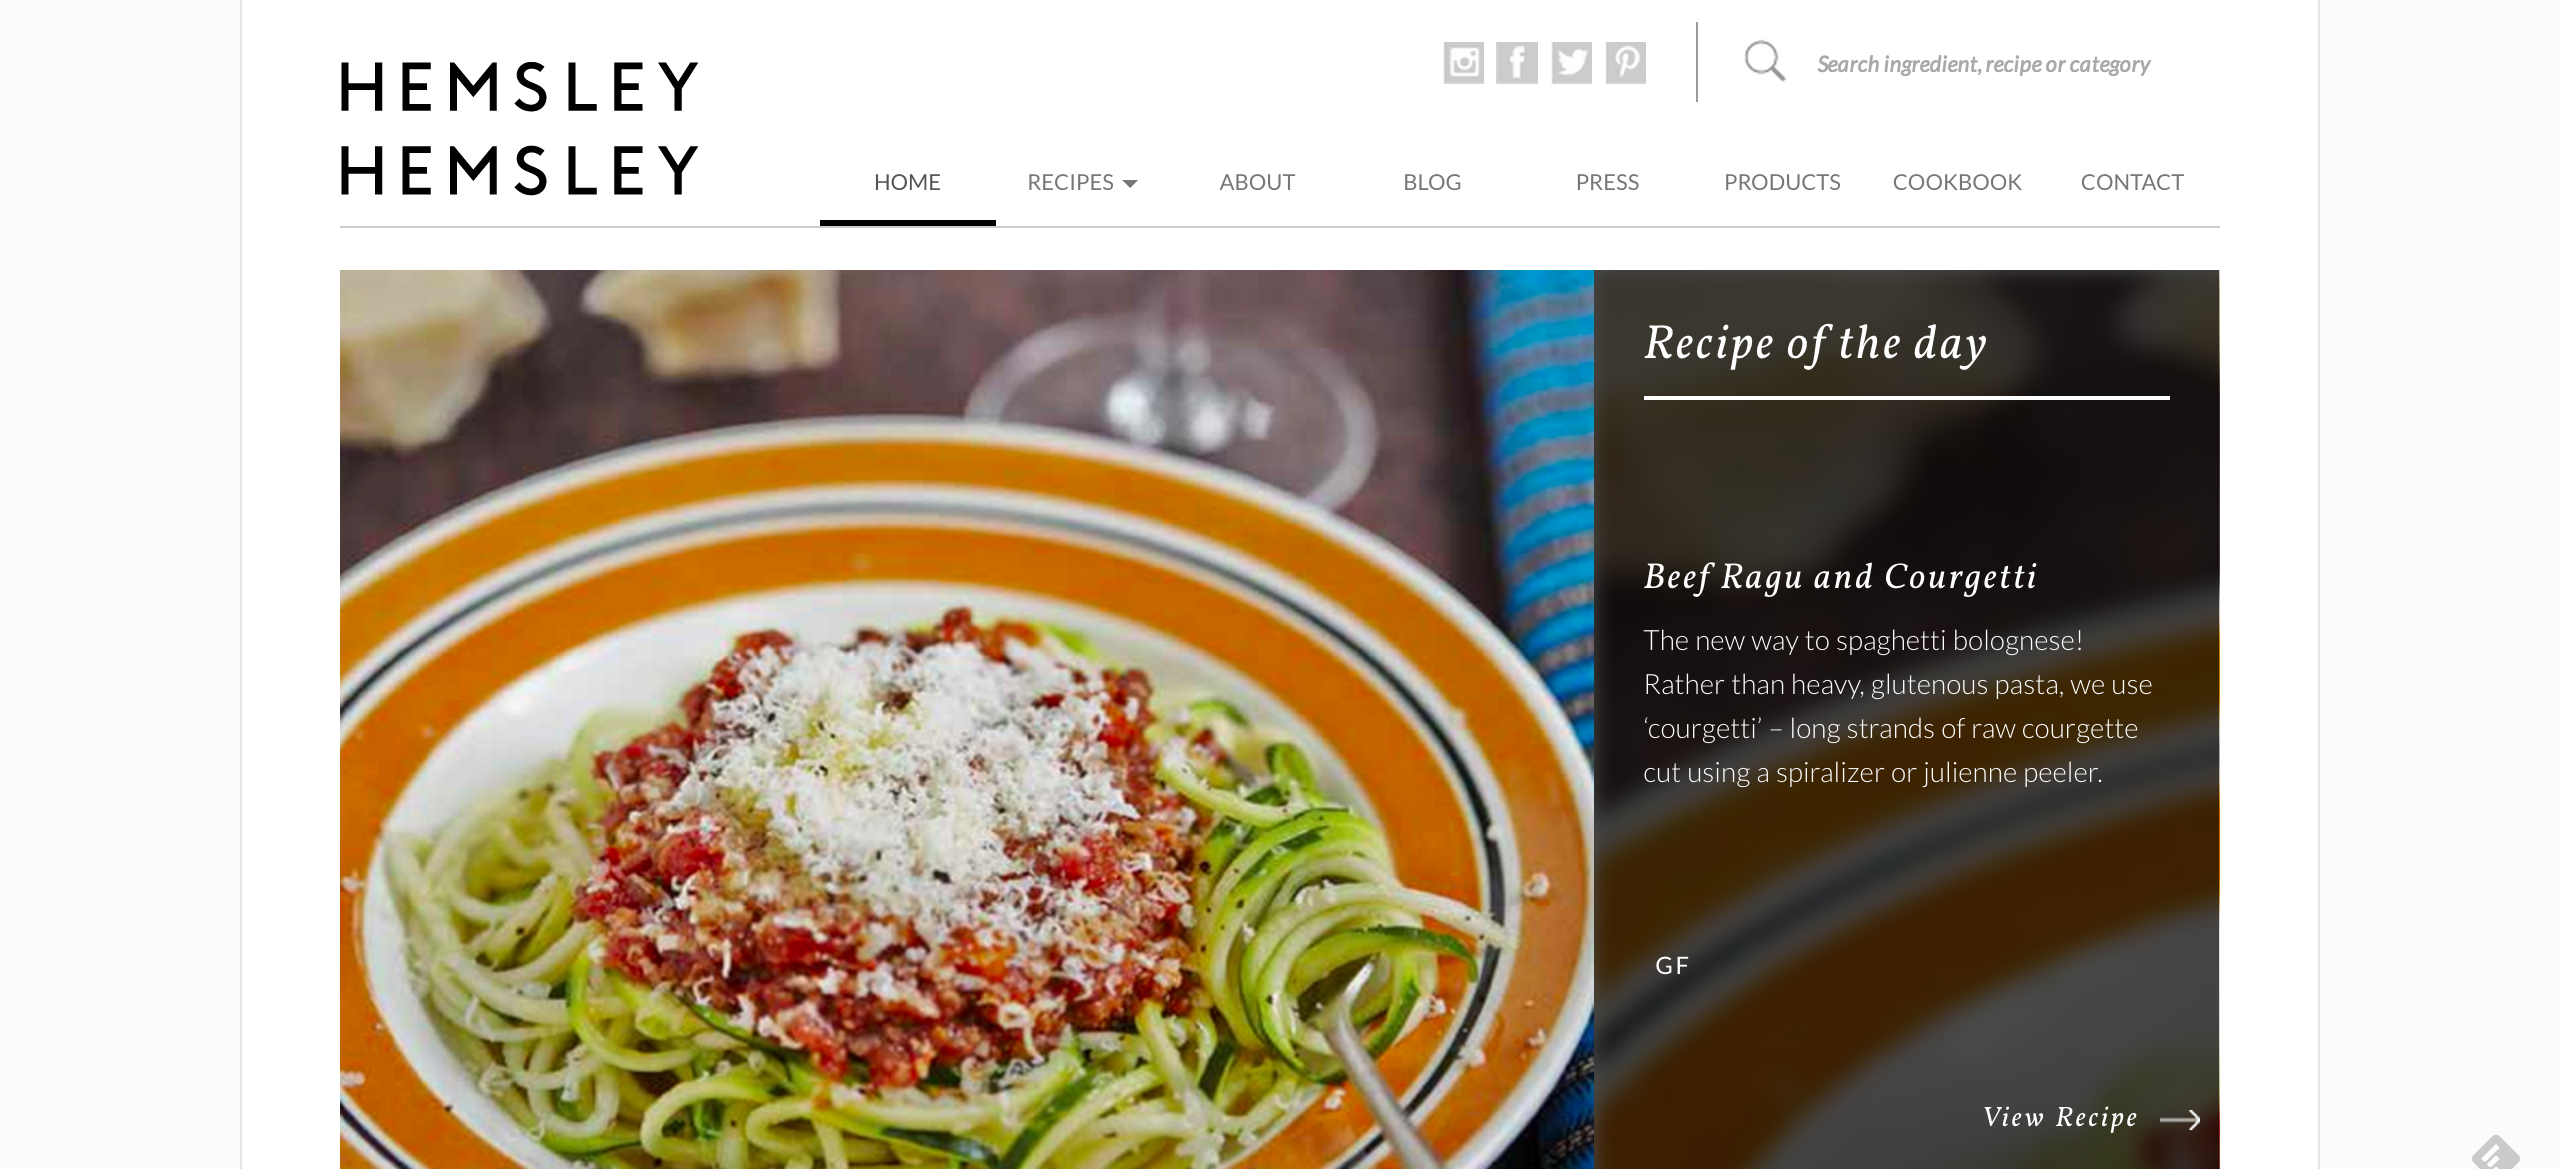 HEMSLEY
HEMSLEY
Search ingredient, recipe or category
HOME RECIPES ABOUT BLOG PRESS PRODUCTS COOKBOOK CONTACT
Recipe of the day
Beef Ragu and Courgetti
The new way to spaghetti bolognese!
Rather than heavy, glutenous pasta, we use
‘courgetti’ – long strands of raw courgette
cut using a spiralizer or julienne peeler.
GF
View Recipe